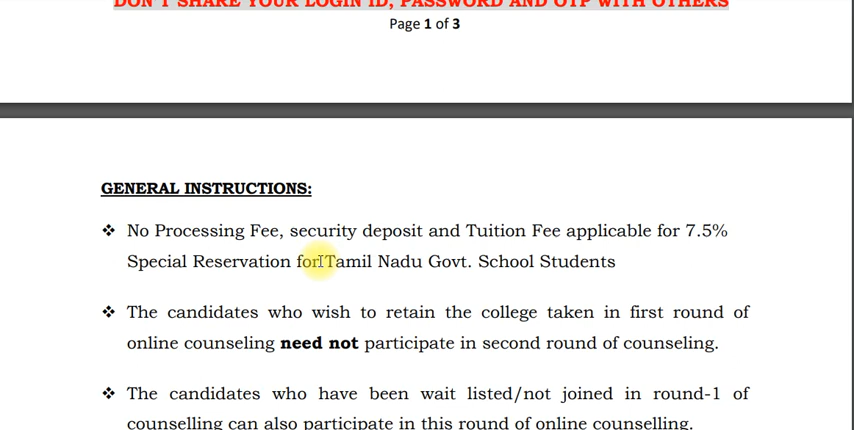 DON'T SHARE YOUR LOGIN ID, PASSWORD AND OTP WITH OTHERS
Page 1 of 3
GENERAL INSTRUCTIONS:
❖ No Processing Fee, security deposit and Tuition Fee applicable for 7.5%
Special Reservation for Tamil Nadu Govt. School Students
❖ The candidates who wish to retain the college taken in first round of
online counseling need not participate in second round of counseling.
❖ The candidates who have been wait listed/not joined in round-1 of
counselling can also participate in this round of online counselling.